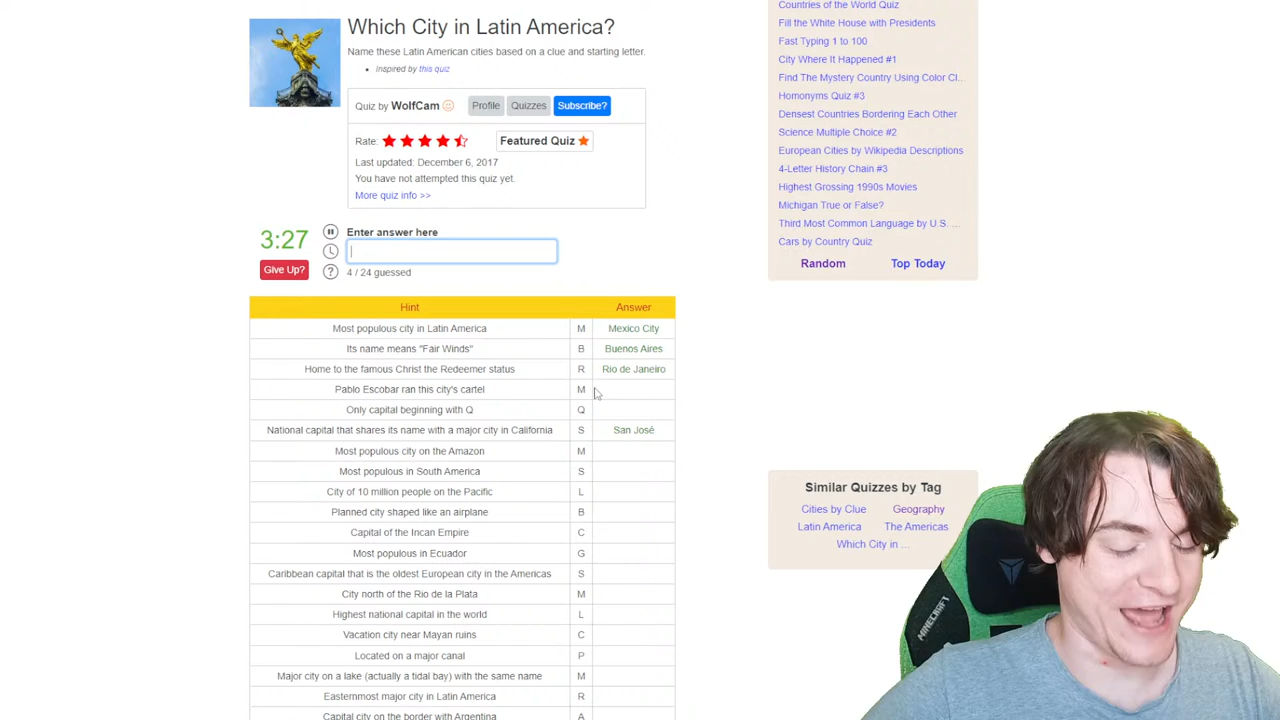 Which City in Latin America?
Name these Latin American cities based on a clue and starting letter.
Inspired by this quiz
Quiz by WolfCam Profile Quizzes Subscribe?
Rate: Featured Quiz
Last updated: December 6, 2017
You have not attempted this quiz yet.
More quiz info >>
3:27
Give Up?
Enter answer here
?
4 / 24 guessed
Hint Answer
Most populous city in Latin America M Mexico City
Its name means "Fair Winds" B Buenos Aires
Home to the famous Christ the Redeemer status R Rio de Janeiro
Pablo Escobar ran this city's cartel M
Only capital beginning with Q Q
National capital that shares its name with a major city in California S San José
Most populous city on the Amazon M
Most populous in South America S
City of 10 million people on the Pacific L
Planned city shaped like an airplane B
Capital of the Incan Empire C
Most populous in Ecuador G
Caribbean capital that is the oldest European city in the Americas S
City north of the Rio de la Plata M
Highest national capital in the world L
Vacation city near Mayan ruins C
Located on a major canal P
Major city on a lake (actually a tidal bay) with the same name M
Easternmost major city in Latin America R
Capital city on the border with Argentina A
Countries of the World Quiz
Fill the White House with Presidents
Fast Typing 1 to 100
City Where It Happened #1
Find The Mystery Country Using Color Cl...
Homonyms Quiz #3
Densest Countries Bordering Each Other
Science Multiple Choice #2
European Cities by Wikipedia Descriptions
4-Letter History Chain #3
Highest Grossing 1990s Movies
Michigan True or False?
Third Most Common Language by U.S. ...
Cars by Country Quiz
Random Top Today
Similar Quizzes by Tag
Cities by Clue Geography
Latin America The Americas
Which City in ...
MINECRAFT